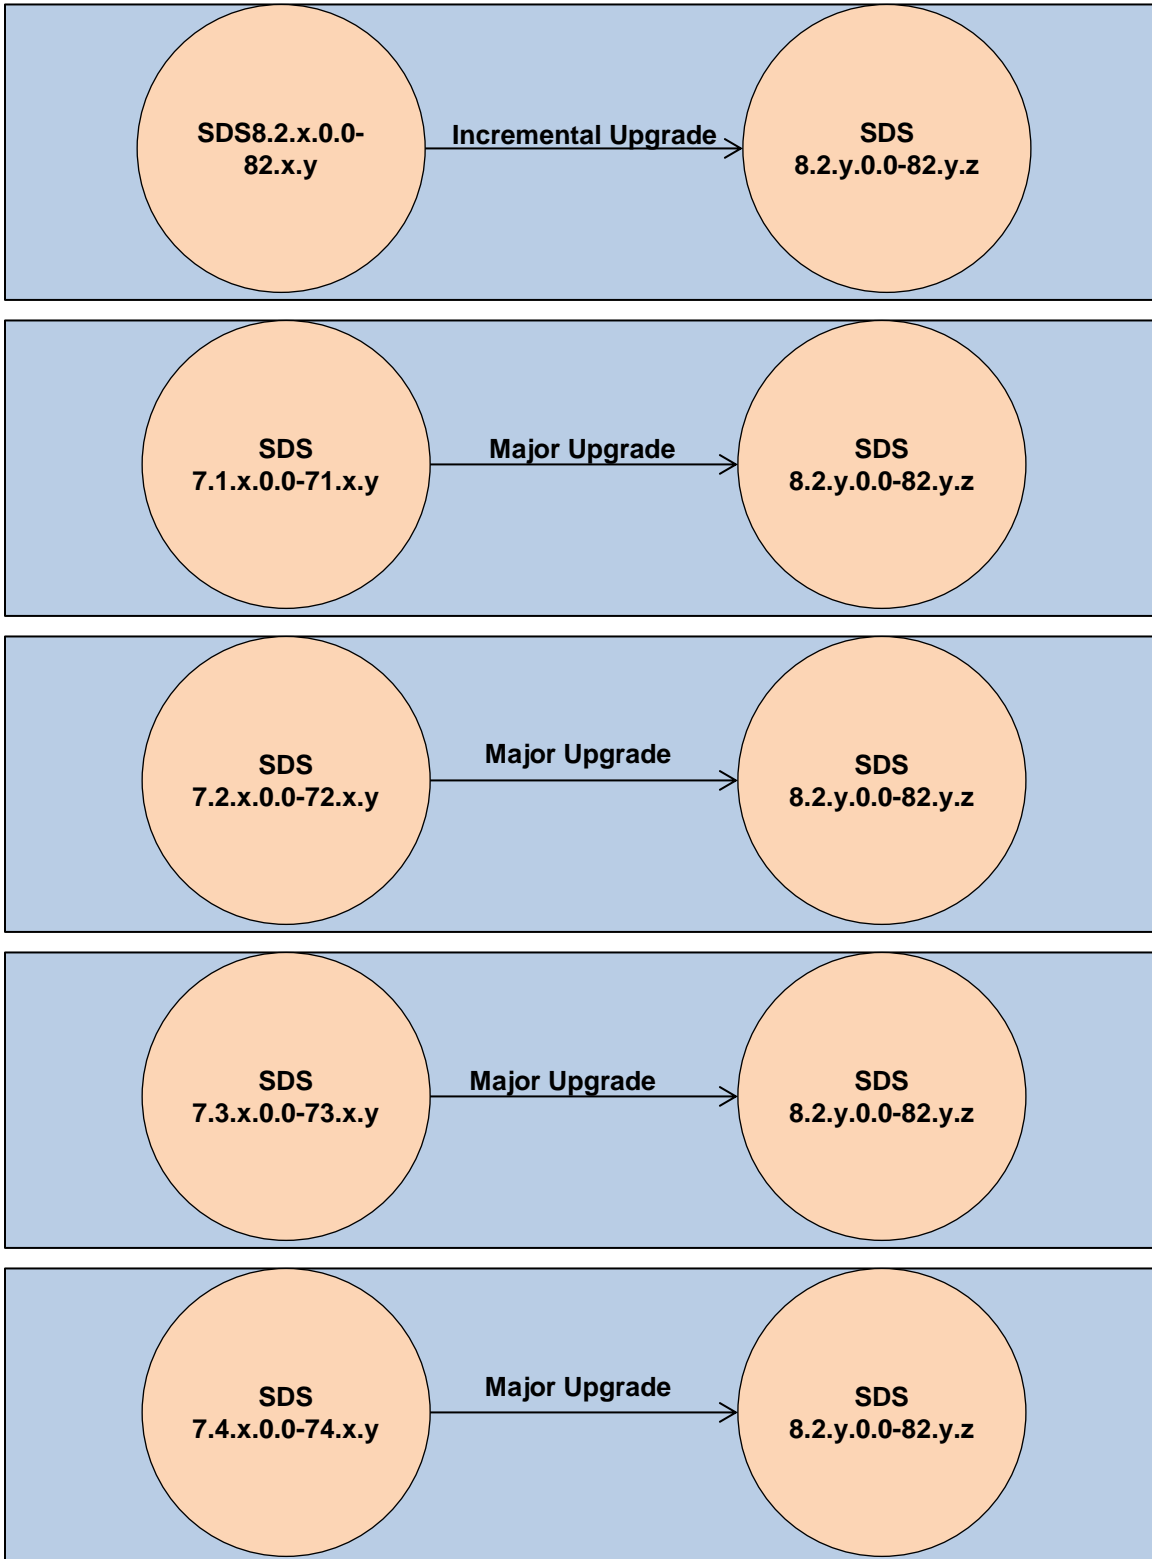 SDS8.2.x.0.0-
82.x.y
Incremental Upgrade
SDS
8.2.y.0.0-82.y.z
SDS
7.1.x.0.0-71.x.y
Major Upgrade
SDS
8.2.y.0.0-82.y.z
SDS
7.2.x.0.0-72.x.y
Major Upgrade
SDS
8.2.y.0.0-82.y.z
SDS
7.3.x.0.0-73.x.y
Major Upgrade
SDS
8.2.y.0.0-82.y.z
SDS
7.4.x.0.0-74.x.y
Major Upgrade
SDS
8.2.y.0.0-82.y.z